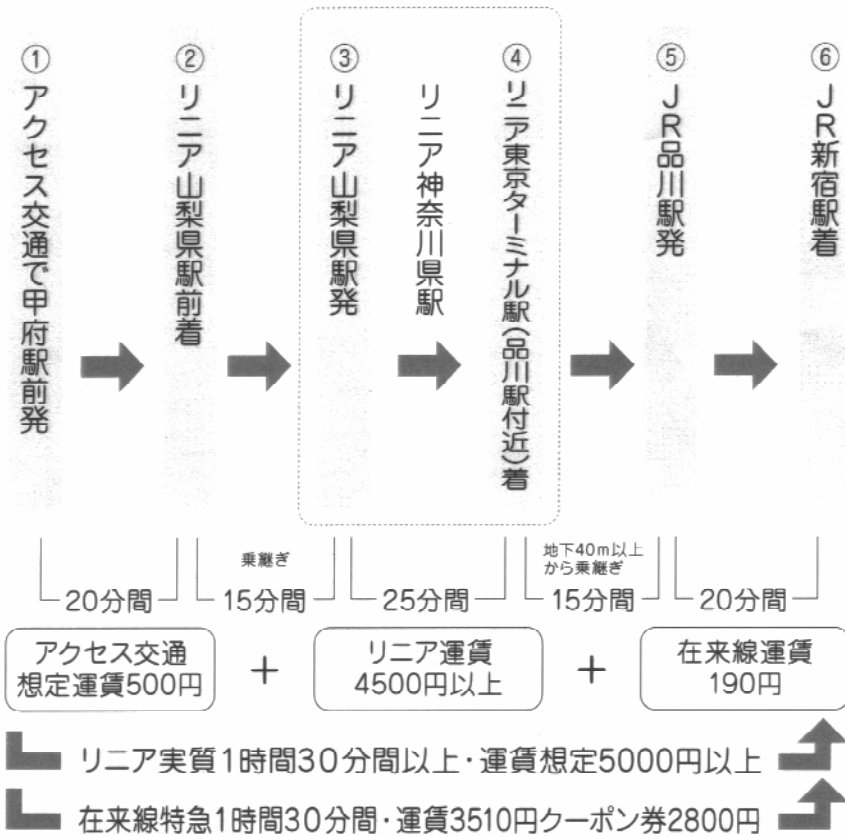 ①アクセス交通で甲府駅前発
②リニア山梨県駅前着
③リニア山梨県駅発
リニア神奈川県駅
④リニア東京ターミナル駅(品川駅付近)着
⑤JR品川駅発
⑥JR新宿駅着
20分間
乗継ぎ
15分間
25分間
地下40m以上
から乗継ぎ
15分間
20分間
アクセス交通
想定運賃500円
+
リニア運賃
4500円以上
+
在来線運賃
190円
リニア実質1時間30分間以上・運賃想定5000円以上
在来線特急1時間30分間・運賃3510円クーポン券2800円